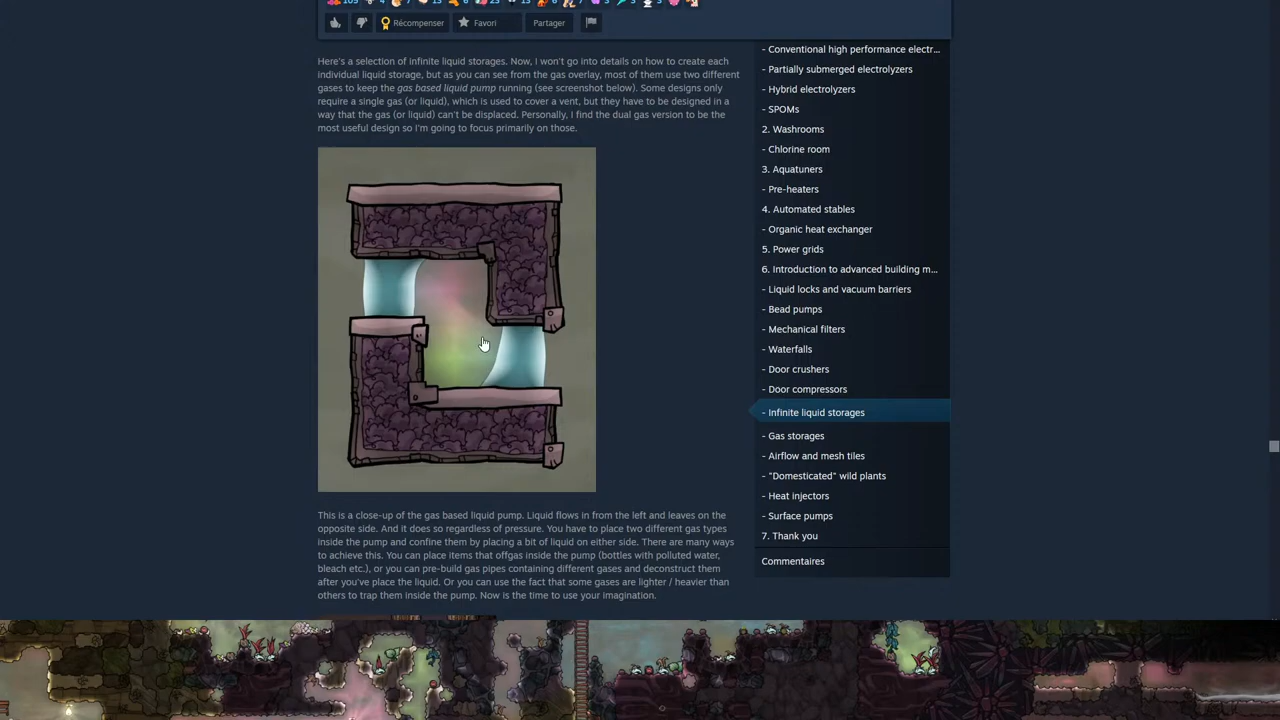 Récompenser
Favori
Partager
Here's a selection of infinite liquid storages. Now, I won't go into details on how to create each
individual liquid storage, but as you can see from the gas overlay, most of them use two different
gases to keep the gas based liquid pump running (see screenshot below). Some designs only
require a single gas (or liquid), which is used to cover a vent, but they have to be designed in a
way that the gas (or liquid) can't be displaced. Personally, I find the dual gas version to be the
most useful design so I'm going to focus primarily on those.
This is a close-up of the gas based liquid pump. Liquid flows in from the left and leaves on the
opposite side. And it does so regardless of pressure. You have to place two different gas types
inside the pump and confine them by placing a bit of liquid on either side. There are many ways
to achieve this. You can place items that offgas inside the pump (bottles with polluted water,
bleach etc.), or you can pre-build gas pipes containing different gases and deconstruct them
after you've place the liquid. Or you can use the fact that some gases are lighter / heavier than
others to trap them inside the pump. Now is the time to use your imagination.
- Conventional high performance electr...
- Partially submerged electrolyzers
- Hybrid electrolyzers
- SPOMs
2. Washrooms
- Chlorine room
3. Aquatuners
- Pre-heaters
4. Automated stables
- Organic heat exchanger
5. Power grids
6. Introduction to advanced building m...
- Liquid locks and vacuum barriers
- Bead pumps
- Mechanical filters
- Waterfalls
- Door crushers
- Door compressors
- Infinite liquid storages
- Gas storages
- Airflow and mesh tiles
- "Domesticated" wild plants
- Heat injectors
- Surface pumps
7. Thank you
Commentaires